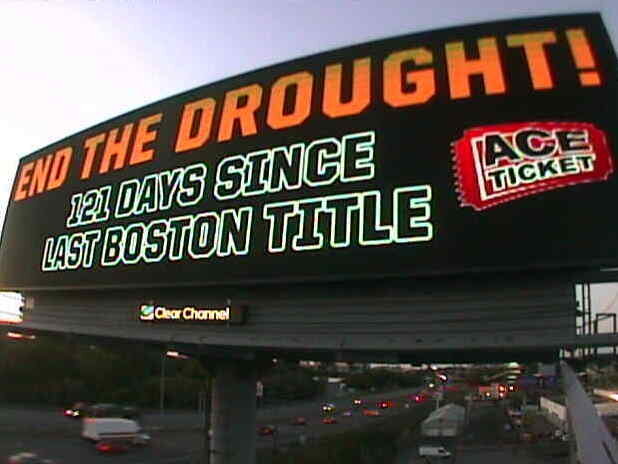 END THE DROUGHT!
121 DAYS SINCE
LAST BOSTON TITLE
ACE
TICKET
Clear Channel